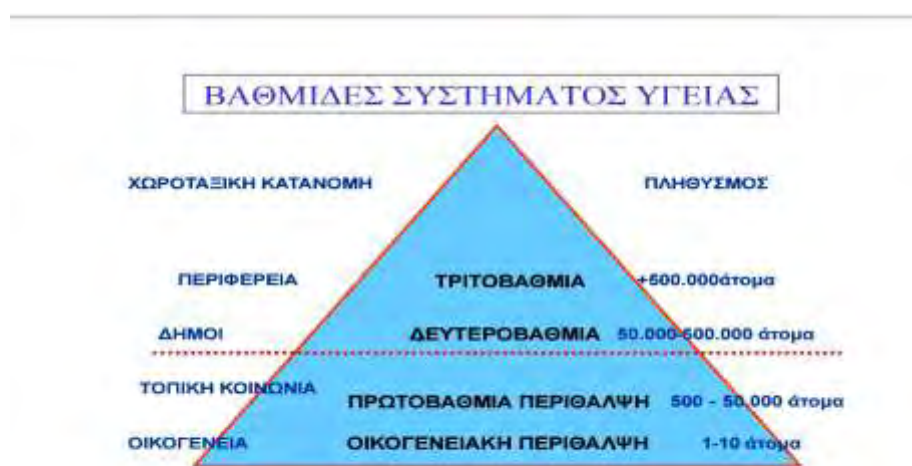 ΒΑΘΜΙΔΕΣ ΣΥΣΤΗΜΑΤΟΣ ΥΓΕΙΑΣ
ΧΩΡΟΤΑΞΙΚΗ ΚΑΤΑΝΟΜΗ ΠΛΗΘΥΣΜΟΣ
ΠΕΡΙΦΕΡΕΙΑ ΤΡΙΤΟΒΑΘΜΙΑ +500.000άτομα
ΔΗΜΟΙ ΔΕΥΤΕΡΟΒΑΘΜΙΑ 50.000-500.000 άτομα
ΤΟΠΙΚΗ ΚΟΙΝΩΝΙΑ ΠΡΩΤΟΒΑΘΜΙΑ ΠΕΡΙΘΑΛΨΗ 500 - 50.000 άτομα
ΟΙΚΟΓΕΝΕΙΑ ΟΙΚΟΓΕΝΕΙΑΚΗ ΠΕΡΙΘΑΛΨΗ 1-10 άτομα